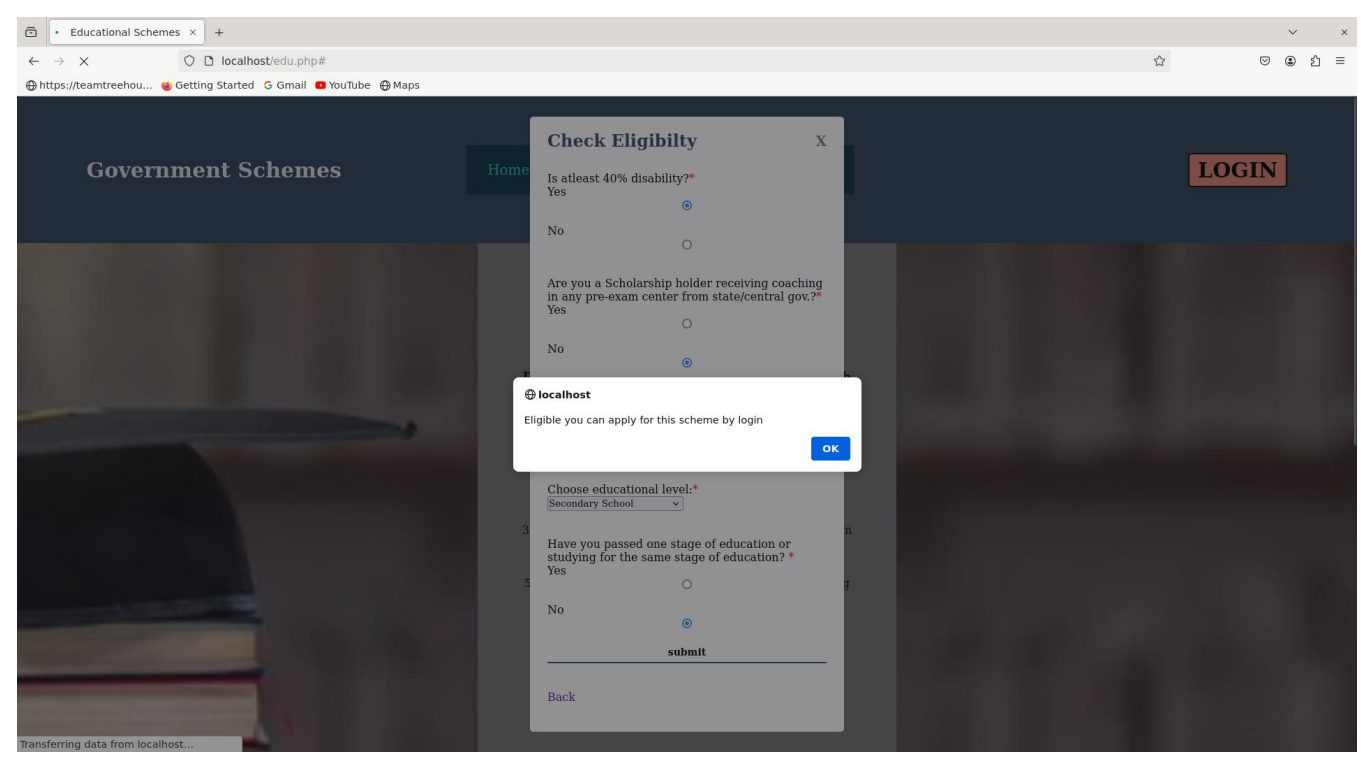 Educational Schemes × +
localhost/edu.php#
https://teamtreehou... Getting Started G Gmail YouTube Maps
Check Eligibilty X
Government Schemes
Home
LOGIN
Is atleast 40% disability?*
Yes
No
Are you a Scholarship holder receiving coaching
in any pre-exam center from state/central gov.?*
Yes
No
localhost
Eligible you can apply for this scheme by login
OK
Choose educational level:*
Secondary School
3
Have you passed one stage of education or
studying for the same stage of education? *
Yes
5
No
submit
Back
Transferring data from localhost...